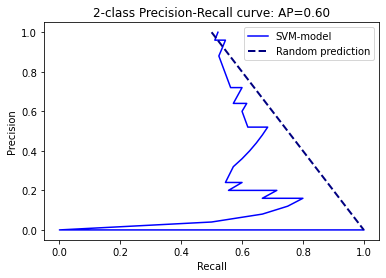 2-class Precision-Recall curve: AP=0.60
SVM-model
Random prediction
Precision
1.0
0.8
0.6
0.4
0.2
0.0
0.0 0.2 0.4 0.6 0.8 1.0
Recall